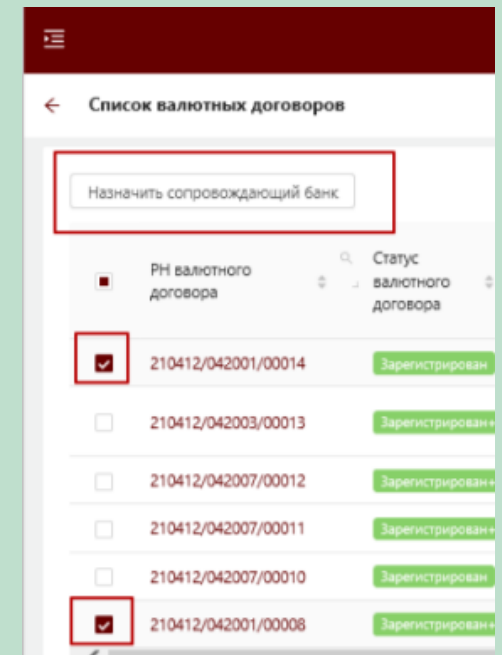 Список валютных договоров
Назначить сопровождающий банк
РН валютного
договора
Статус
валютного
договора
210412/042001/00014
Зарегистрирован
210412/042003/00013
Зарегистрирован+
210412/042007/00012
Зарегистрирован+
210412/042007/00011
Зарегистрирован+
210412/042007/00010
Зарегистрирован
210412/042001/00008
Зарегистрирован+